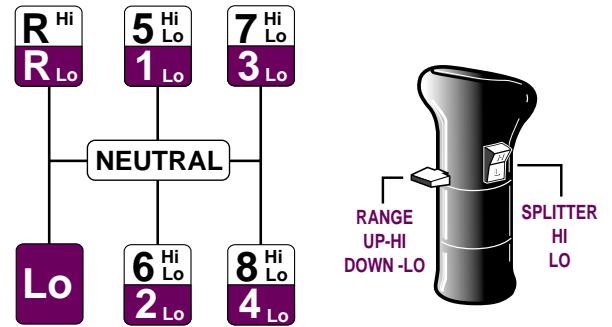 R Hi
R Lo
5 Hi Lo
1 Lo
7 Hi Lo
3 Lo
NEUTRAL
Lo
6 Hi Lo
2 Lo
8 Hi Lo
4 Lo
H
L
RANGE
UP-HI
DOWN -LO
SPLITTER
HI
LO